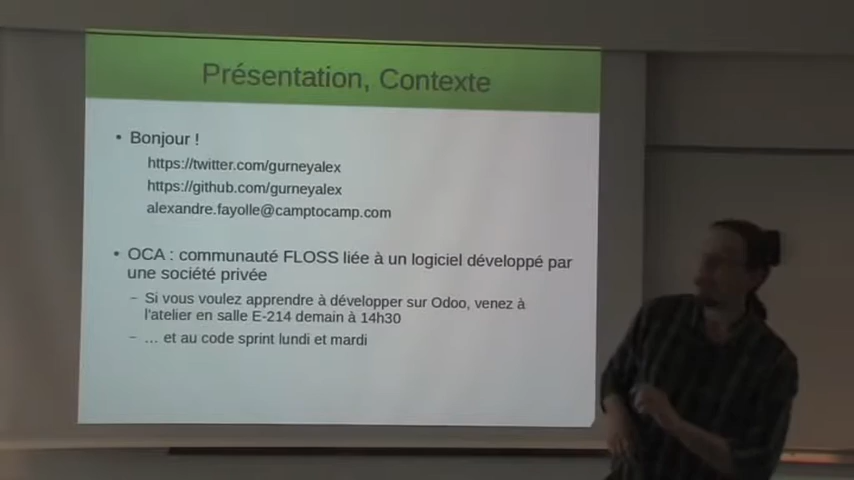 Présentation, Contexte
• Bonjour !
https://twitter.com/gurneyalex
https://github.com/gurneyalex
alexandre.fayolle@camptocamp.com
• OCA : communauté FLOSS liée à un logiciel développé par
une société privée
– Si vous voulez apprendre à développer sur Odoo, venez à
l'atelier en salle E-214 demain à 14h30
– ... et au code sprint lundi et mardi